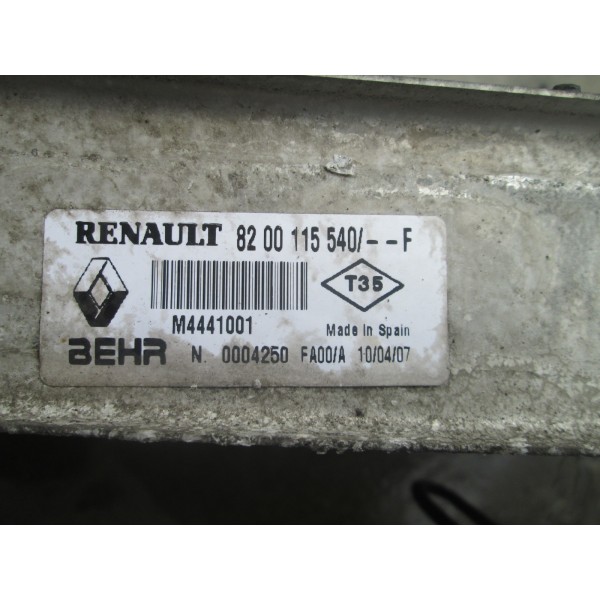 RENAULT 82 00 115 540/--F
T35
M4441001 Made In Spain
BEHR N. 0004250 FA00/A 10/04/07